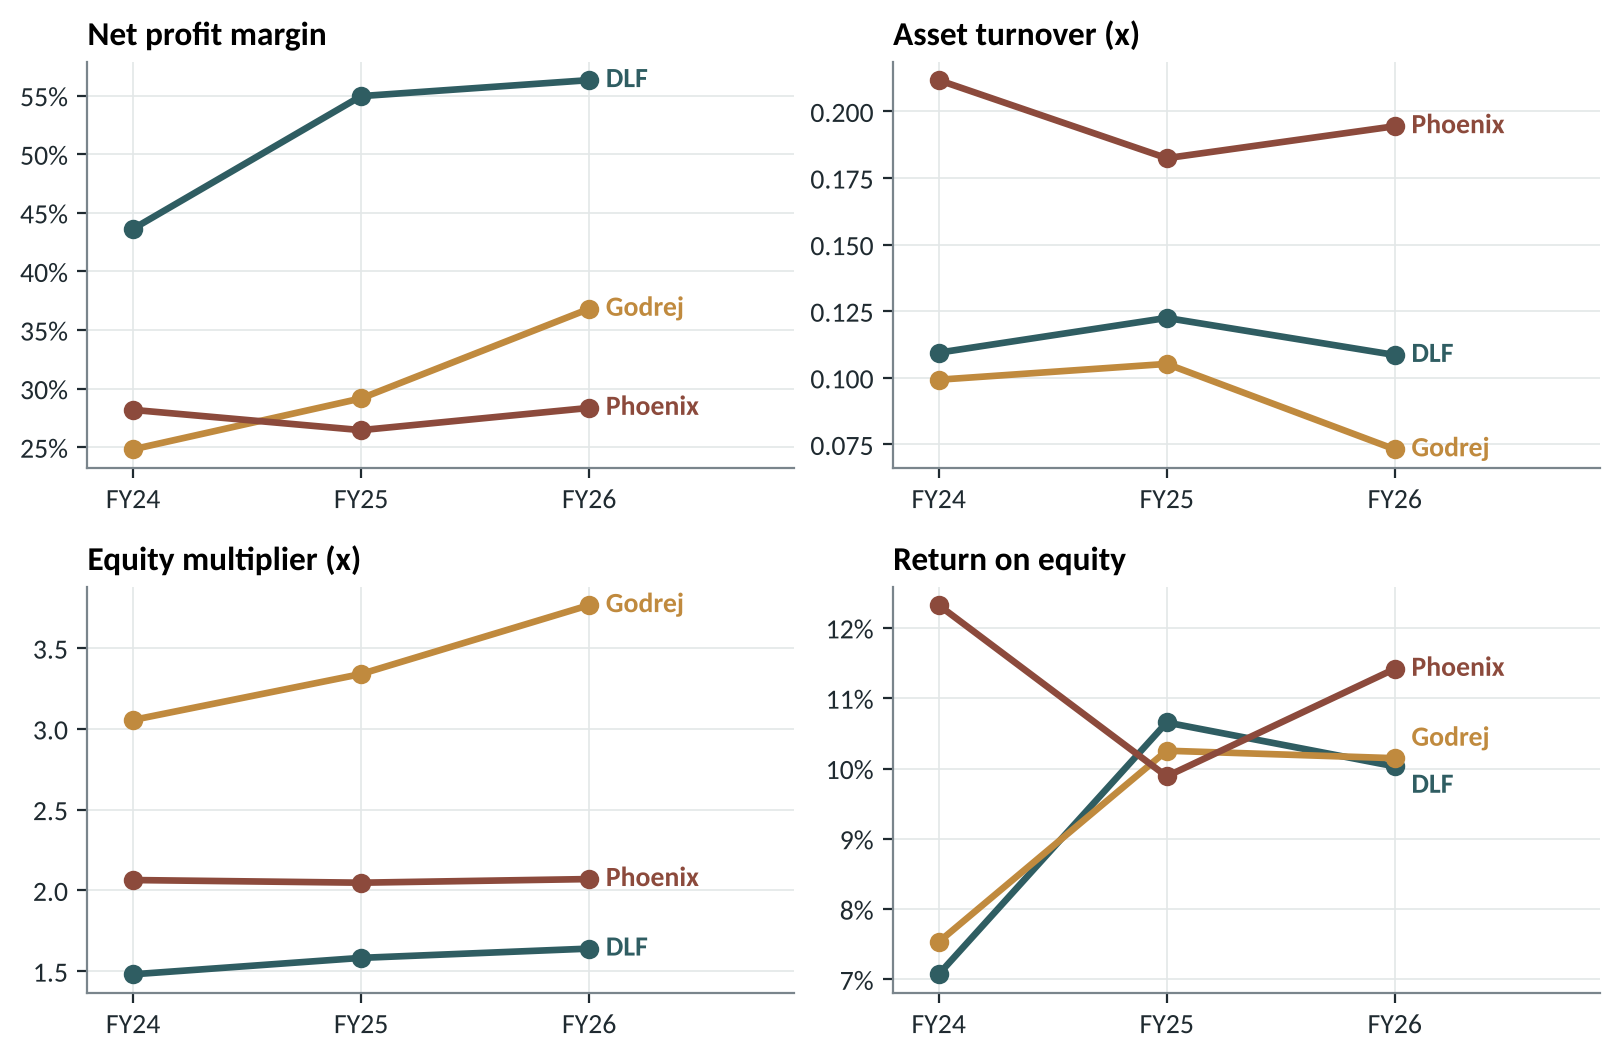 Net profit margin
55%
50%
45%
40%
35%
30%
25%
DLF
Godrej
Phoenix
FY24 FY25 FY26
Asset turnover (x)
0.200
0.175
0.150
0.125
0.100
0.075
Phoenix
DLF
Godrej
FY24 FY25 FY26
Equity multiplier (x)
3.5
3.0
2.5
2.0
1.5
Godrej
Phoenix
DLF
FY24 FY25 FY26
Return on equity
12%
11%
10%
9%
8%
7%
Phoenix
Godrej
DLF
FY24 FY25 FY26